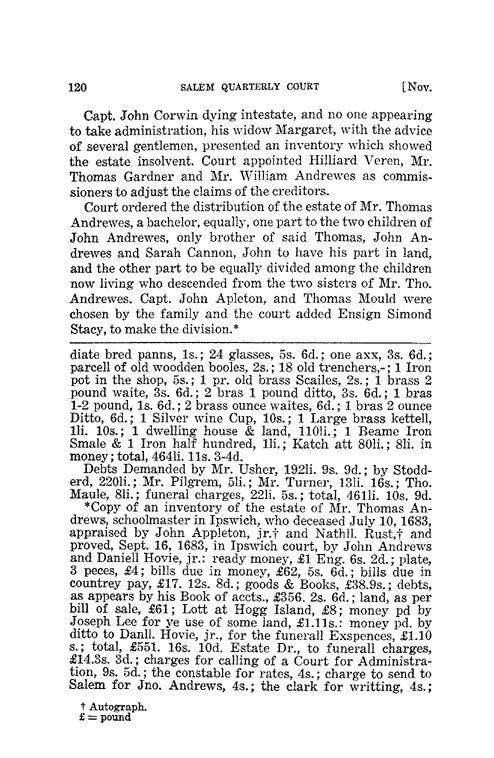 120 SALEM QUARTERLY COURT [Nov.
Capt. John Corwin dying intestate, and no one appearing
to take administration, his widow Margaret, with the advice
of several gentlemen, presented an inventory which showed
the estate insolvent. Court appointed Hilliard Veren, Mr.
Thomas Gardner and Mr. William Andrewes as commis-
sioners to adjust the claims of the creditors.
Court ordered the distribution of the estate of Mr. Thomas
Andrewes, a bachelor, equally, one part to the two children of
John Andrewes, only brother of said Thomas, John An-
drewes and Sarah Cannon, John to have his part in land,
and the other part to be equally divided among the children
now living who descended from the two sisters of Mr. Tho.
Andrewes. Capt. John Apleton, and Thomas Mould were
chosen by the family and the court added Ensign Simond
Stacy, to make the division.*
diate bred panns, 1s.; 24 glasses, 5s. 6d.; one axx, 3s. 6d.;
parcell of old woodden booles, 2s.; 18 old trenchers,-; 1 Iron
pot in the shop, 5s.; 1 pr. old brass Scailes, 2s.; 1 brass 2
pound waite, 3s. 6d.; 2 bras 1 pound ditto, 3s. 6d.; 1 bras
1-2 pound, 1s. 6d.; 2 brass ounce waites, 6d.; 1 bras 2 ounce
Ditto, 6d.; 1 Silver wine Cup, 10s.; 1 Large brass kettell,
1li. 10s.; 1 dwelling house & land, 110li.; 1 Beame Iron
Smale & 1 Iron half hundred, 1li.; Katch att 80li.; 8li. in
money; total, 464li. 11s. 3-4d.
Debts Demanded by Mr. Usher, 192li. 9s. 9d.; by Stodd-
erd, 220li.; Mr. Pilgrem, 5li.; Mr. Turner, 13li. 16s.; Tho.
Maule, 8li.; funeral charges, 22li. 5s.; total, 461li. 10s. 9d.
*Copy of an inventory of the estate of Mr. Thomas An-
drews, schoolmaster in Ipswich, who deceased July 10, 1683,
appraised by John Appleton, jr.† and Nathll. Rust,† and
proved, Sept. 16, 1683, in Ipswich court, by John Andrews
and Daniell Hovie, jr.: ready money, £1 Eng. 6s. 2d.; plate,
3 peces, £4; bills due in money, £62, 5s. 6d.; bills due in
countrey pay, £17. 12s. 8d.; goods & Books, £38.9s.; debts,
as appears by his Book of accts., £356. 2s. 6d.; land, as per
bill of sale, £61; Lott at Hogg Island, £8; money pd by
Joseph Lee for ye use of some land, £1.11s.: money pd. by
ditto to Danll. Hovie, jr., for the funerall Exspences, £1.10
s.; total, £551. 16s. 10d. Estate Dr., to funerall charges,
£14.3s. 3d.; charges for calling of a Court for Administra-
tion, 9s. 5d.; the constable for rates, 4s.; charge to send to
Salem for Jno. Andrews, 4s.; the clark for writting, 4s.;
† Autograph.
£ = pound